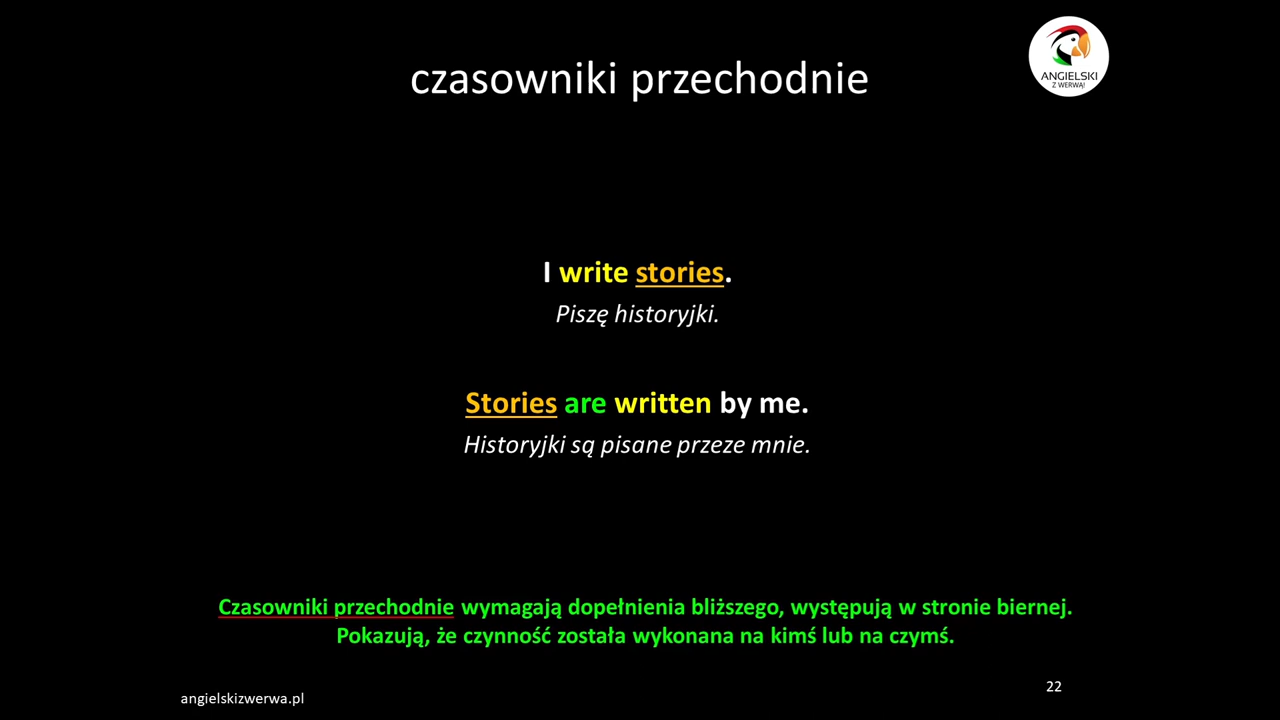 czasowniki przechodnie
ANGIELSKI
Z WERWĄ!
I write stories.
Piszę historyjki.
Stories are written by me.
Historyjki są pisane przeze mnie.
Czasowniki przechodnie wymagają dopełnienia bliższego, występują w stronie biernej.
Pokazują, że czynność została wykonana na kimś lub na czymś.
angielskizwerwa.pl
22